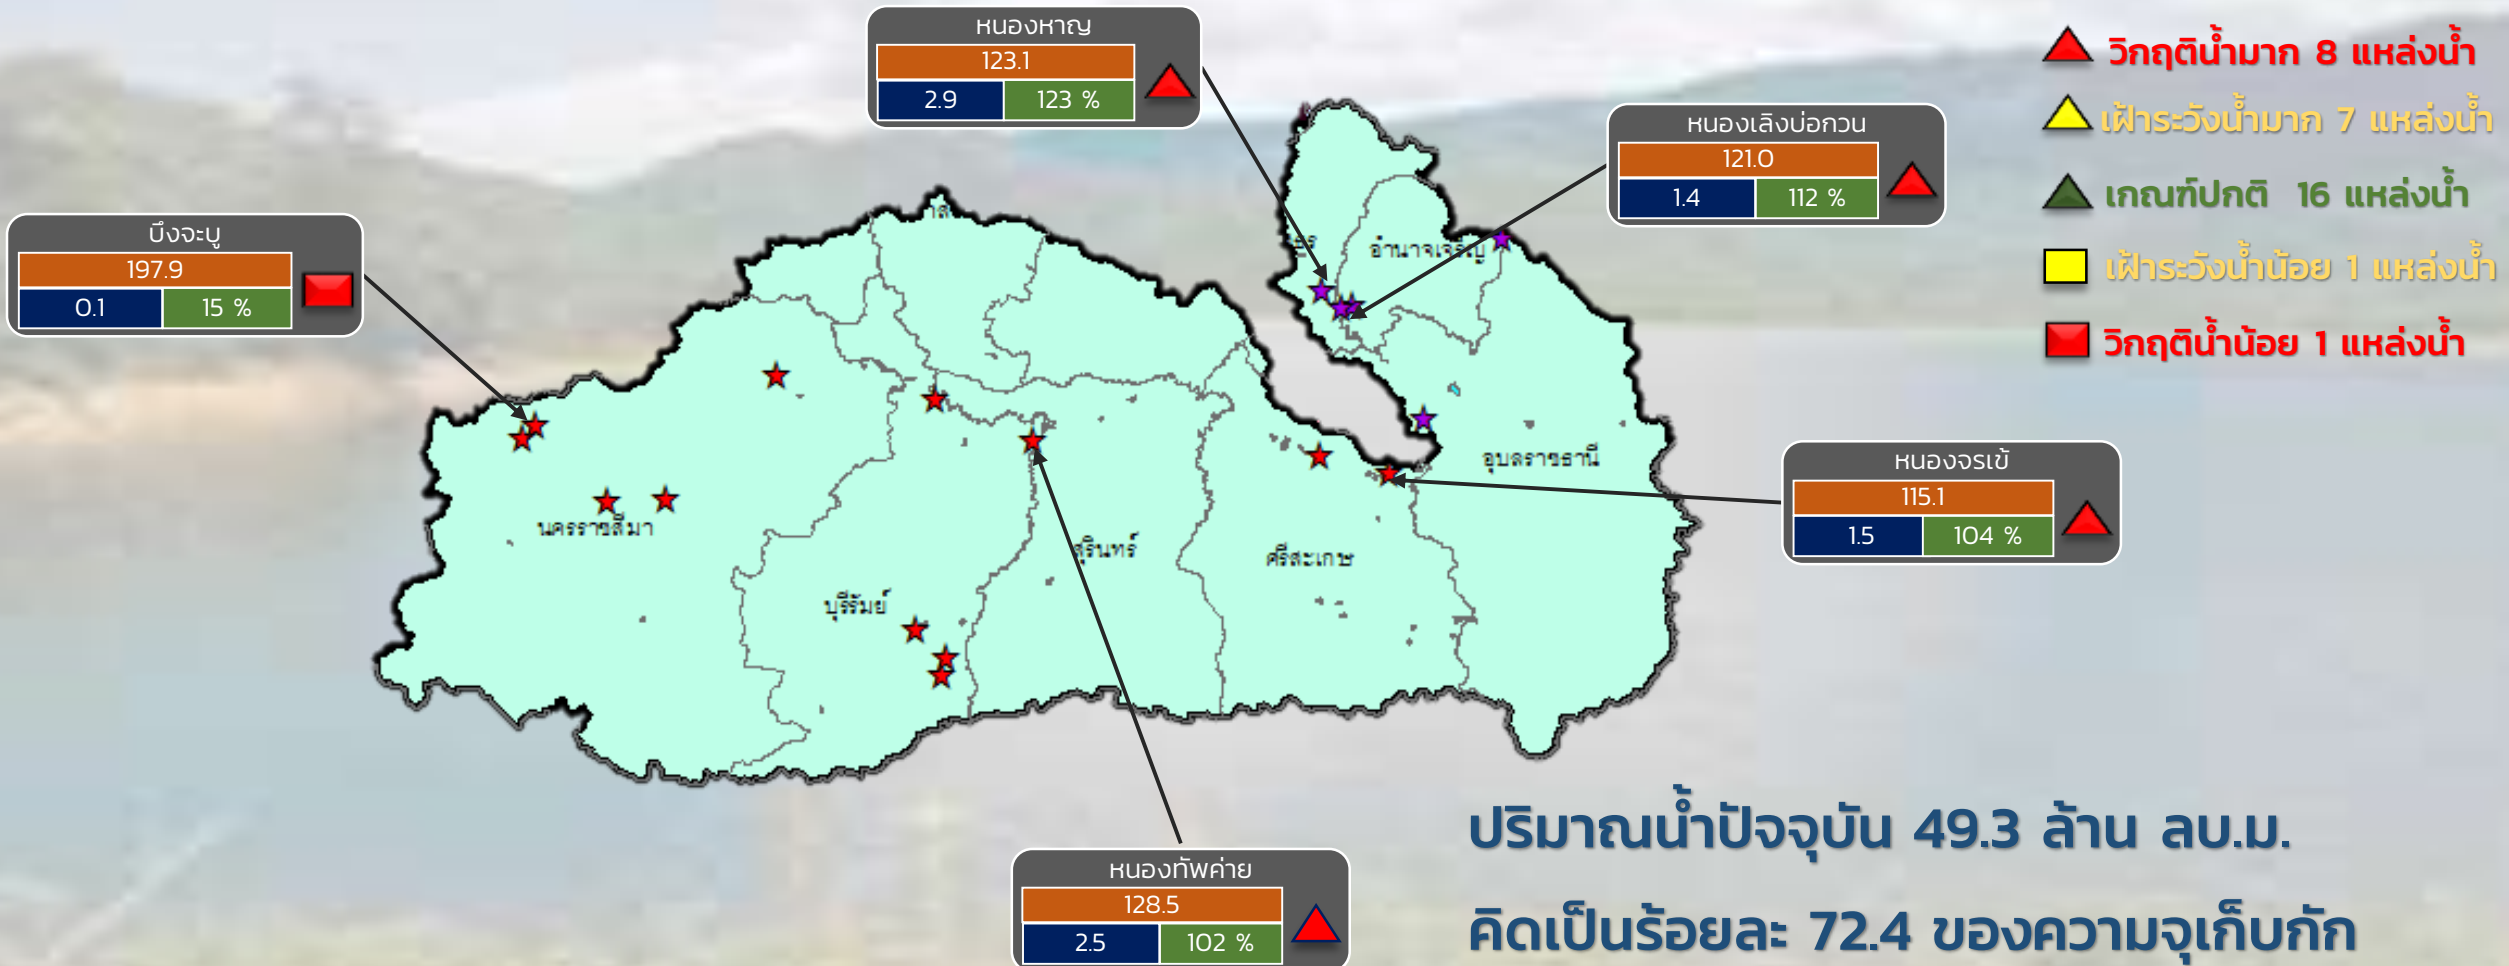 หนองหาญ
123.1
2.9 123 %
วิกฤติน้ำมาก 8 แหล่งน้ำ
เฝ้าระวังน้ำมาก 7 แหล่งน้ำ
หนองเลิงบ่อกวน
121.0
1.4 112 %
เกณฑ์ปกติ 16 แหล่งน้ำ
บึงจะบู
197.9
0.1 15 %
อำนาจเจริญ
เฝ้าระวังน้ำน้อย 1 แหล่งน้ำ
วิกฤติน้ำน้อย 1 แหล่งน้ำ
อุบลราชธานี
หนองจรเข้
115.1
1.5 104 %
นครราชสีมา
สุรินทร์
ศรีสะเกษ
บุรีรัมย์
ปริมาณน้ำปัจจุบัน 49.3 ล้าน ลบ.ม.
หนองทัพค่าย
128.5
2.5 102 %
คิดเป็นร้อยละ 72.4 ของความจุเก็บกัก